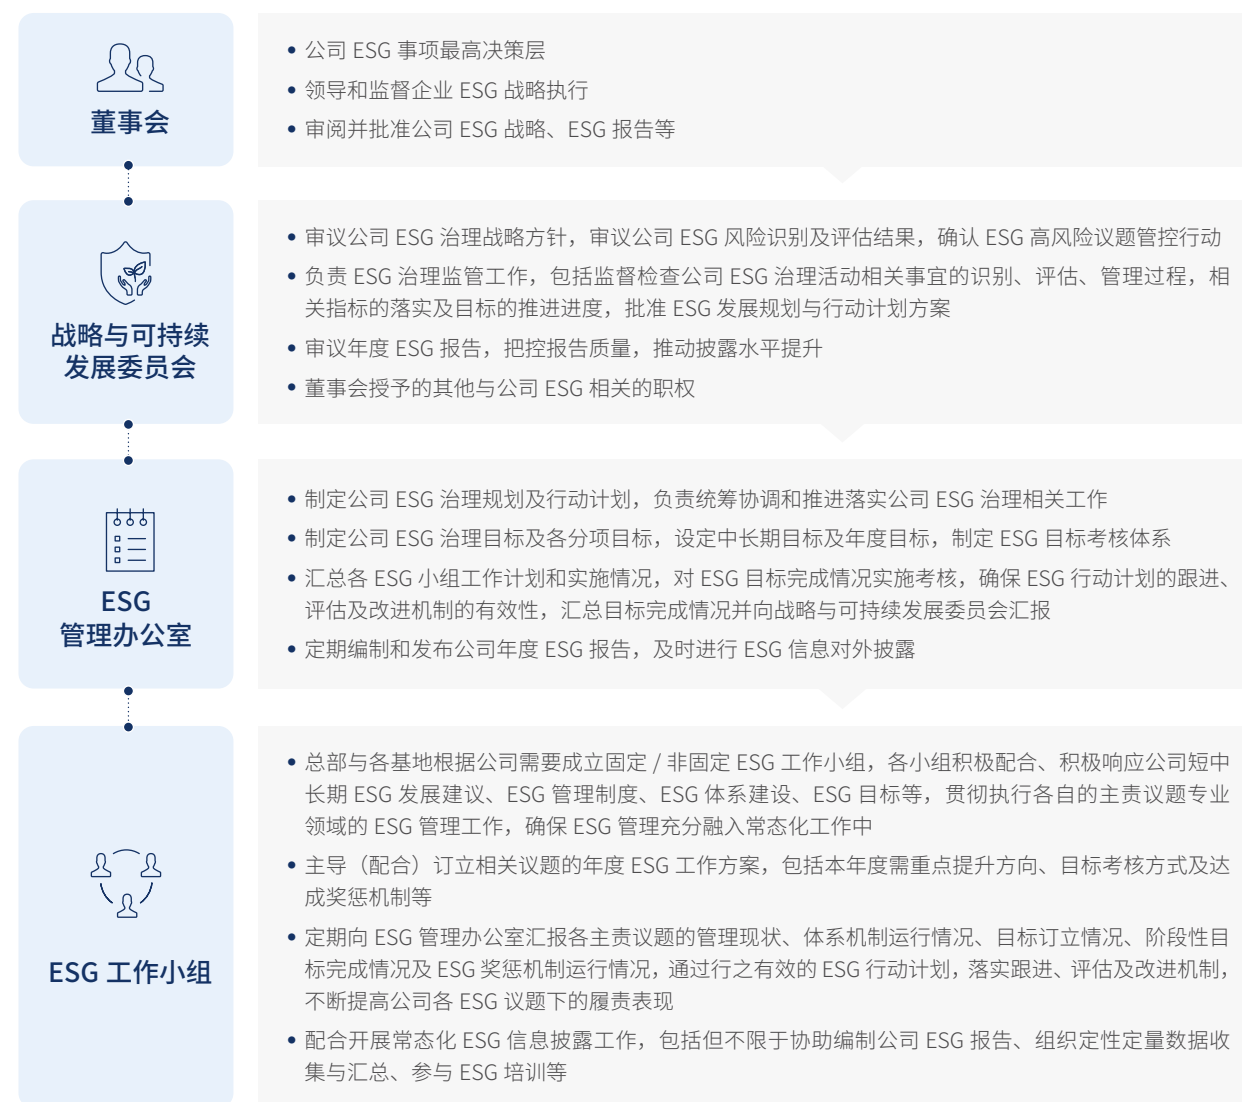 董事会
• 公司 ESG 事项最高决策层
• 领导和监督企业 ESG 战略执行
• 审阅并批准公司 ESG 战略、ESG 报告等
战略与可持续
发展委员会
• 审议公司 ESG 治理战略方针，审议公司 ESG 风险识别及评估结果，确认 ESG 高风险议题管控行动
• 负责 ESG 治理监管工作，包括监督检查公司 ESG 治理活动相关事宜的识别、评估、管理过程，相
关指标的落实及目标的推进进度，批准 ESG 发展规划与行动计划方案
• 审议年度 ESG 报告，把控报告质量，推动披露水平提升
• 董事会授予的其他与公司 ESG 相关的职权
ESG
管理办公室
• 制定公司 ESG 治理规划及行动计划，负责统筹协调和推进落实公司 ESG 治理相关工作
• 制定公司 ESG 治理目标及各分项目标，设定中长期目标及年度目标，制定 ESG 目标考核体系
• 汇总各 ESG 小组工作计划和实施情况，对 ESG 目标完成情况实施考核，确保 ESG 行动计划的跟进、
评估及改进机制的有效性，汇总目标完成情况并向战略与可持续发展委员会汇报
• 定期编制和发布公司年度 ESG 报告，及时进行 ESG 信息对外披露
ESG 工作小组
• 总部与各基地根据公司需要成立固定 / 非固定 ESG 工作小组，各小组积极配合、积极响应公司短中
长期 ESG 发展建议、ESG 管理制度、ESG 体系建设、ESG 目标等，贯彻执行各自的主责议题专业
领域的 ESG 管理工作，确保 ESG 管理充分融入常态化工作中
• 主导（配合）订立相关议题的年度 ESG 工作方案，包括本年度需重点提升方向、目标考核方式及达
成奖惩机制等
• 定期向 ESG 管理办公室汇报各主责议题的管理现状、体系机制运行情况、目标订立情况、阶段性目
标完成情况及 ESG 奖惩机制运行情况，通过行之有效的 ESG 行动计划，落实跟进、评估及改进机制，
不断提高公司各 ESG 议题下的履责表现
• 配合开展常态化 ESG 信息披露工作，包括但不限于协助编制公司 ESG 报告、组织定性定量数据收
集与汇总、参与 ESG 培训等